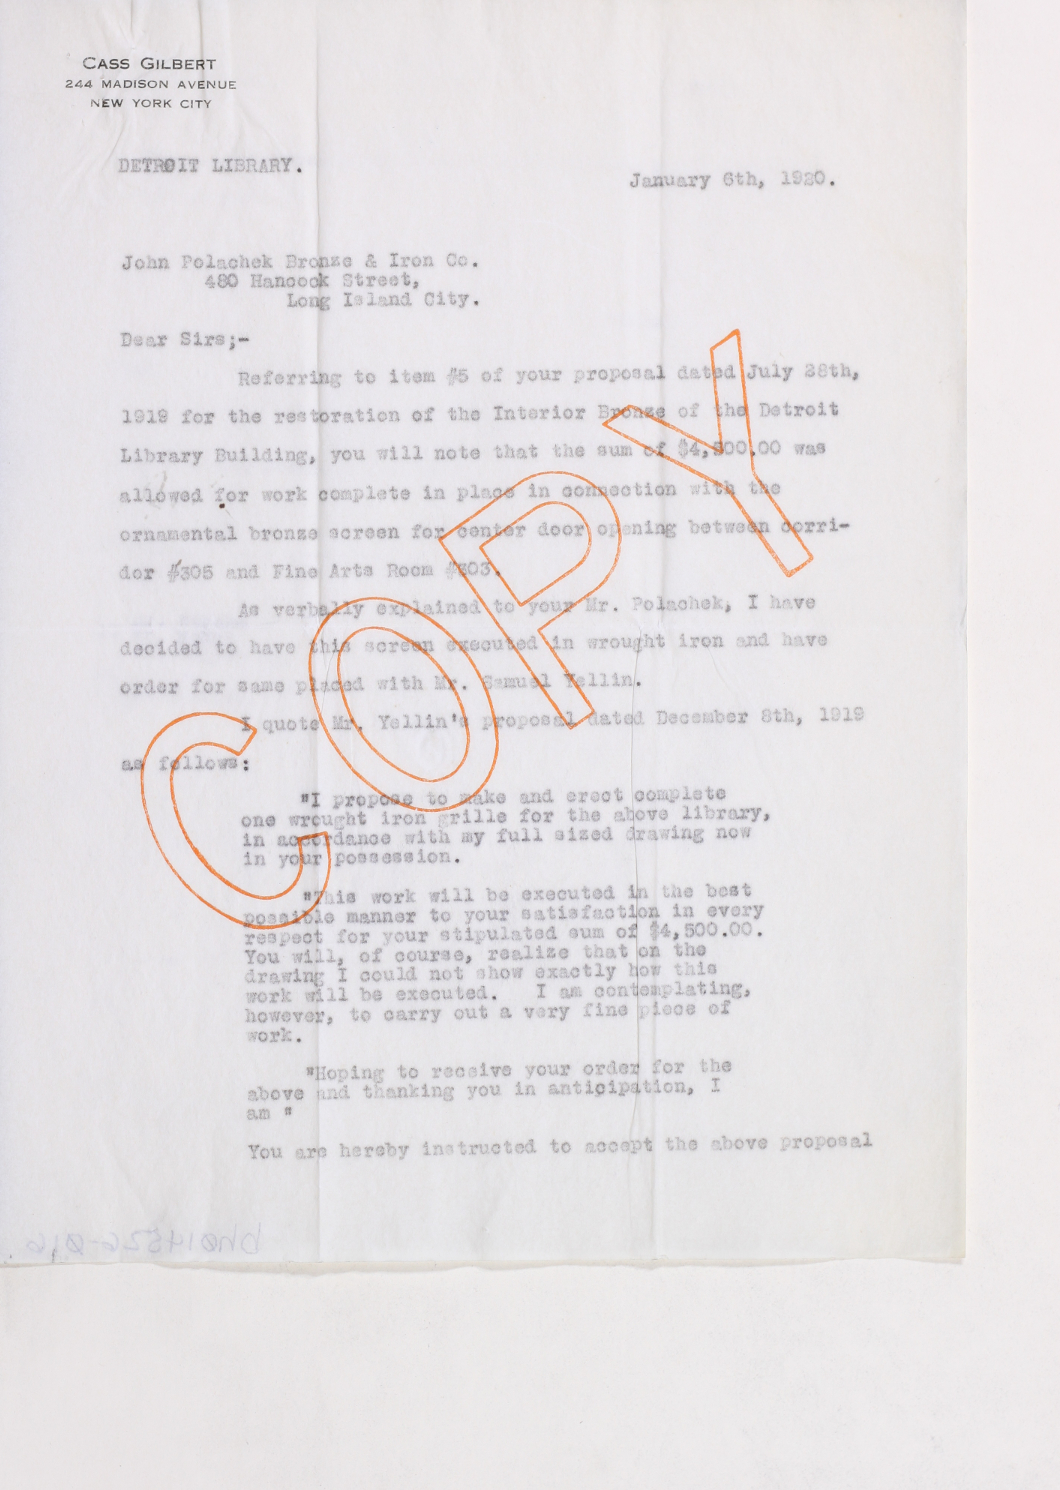 CASS GILBERT
244 MADISON AVENUE
NEW YORK CITY
DETROIT LIBRARY.
January 6th, 1920.
John Polachek Bronze & Iron Co.
480 Hancock Street,
Long Island City.
Dear Sirs;-
Referring to item #5 of your proposal dated July 28th,
1919 for the restoration of the Interior Bronze of the Detroit
Library Building, you will note that the sum of $4,500.00 was
allowed for work complete in place in connection with the
ornamental bronze screen for center door opening between corri-
dor #305 and Fine Arts Room #303.
As verbally explained to your Mr. Polachek, I have
decided to have this screen executed in wrought iron and have
order for same placed with Mr. Samuel Yellin.
I quote Mr. Yellin's proposal dated December 8th, 1919
as follows:
"I propose to make and erect complete
one wrought iron grille for the above library,
in accordance with my full sized drawing now
in your possession.
"This work will be executed in the best
possible manner to your satisfaction in every
respect for your stipulated sum of $4,500.00.
You will, of course, realize that on the
drawing I could not show exactly how this
work will be executed. I am contemplating,
however, to carry out a very fine piece of
work.
"Hoping to receive your order for the
above and thanking you in anticipation, I
am "
You are hereby instructed to accept the above proposal
COPY